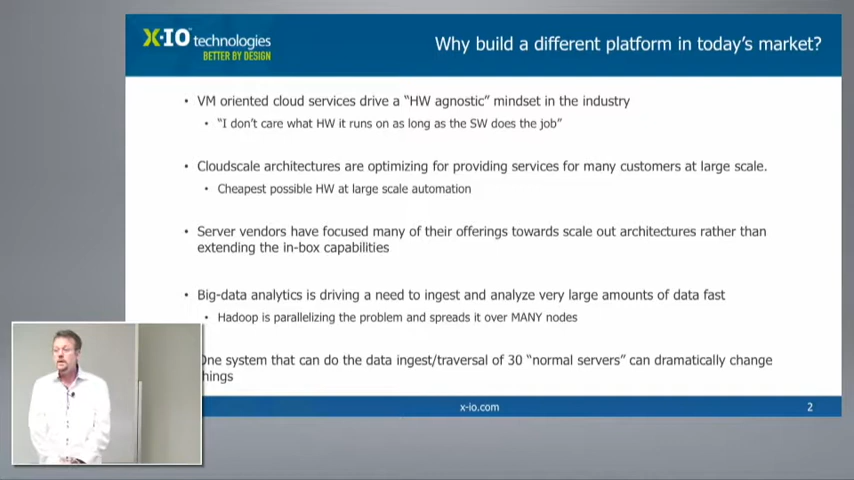 X-IO technologies
BETTER BY DESIGN
Why build a different platform in today's market?
• VM oriented cloud services drive a "HW agnostic" mindset in the industry
• "I don't care what HW it runs on as long as the SW does the job"
• Cloudscale architectures are optimizing for providing services for many customers at large scale.
• Cheapest possible HW at large scale automation
• Server vendors have focused many of their offerings towards scale out architectures rather than
extending the in-box capabilities
• Big-data analytics is driving a need to ingest and analyze very large amounts of data fast
• Hadoop is parallelizing the problem and spreads it over MANY nodes
One system that can do the data ingest/traversal of 30 "normal servers" can dramatically change
hings
x-io.com
2